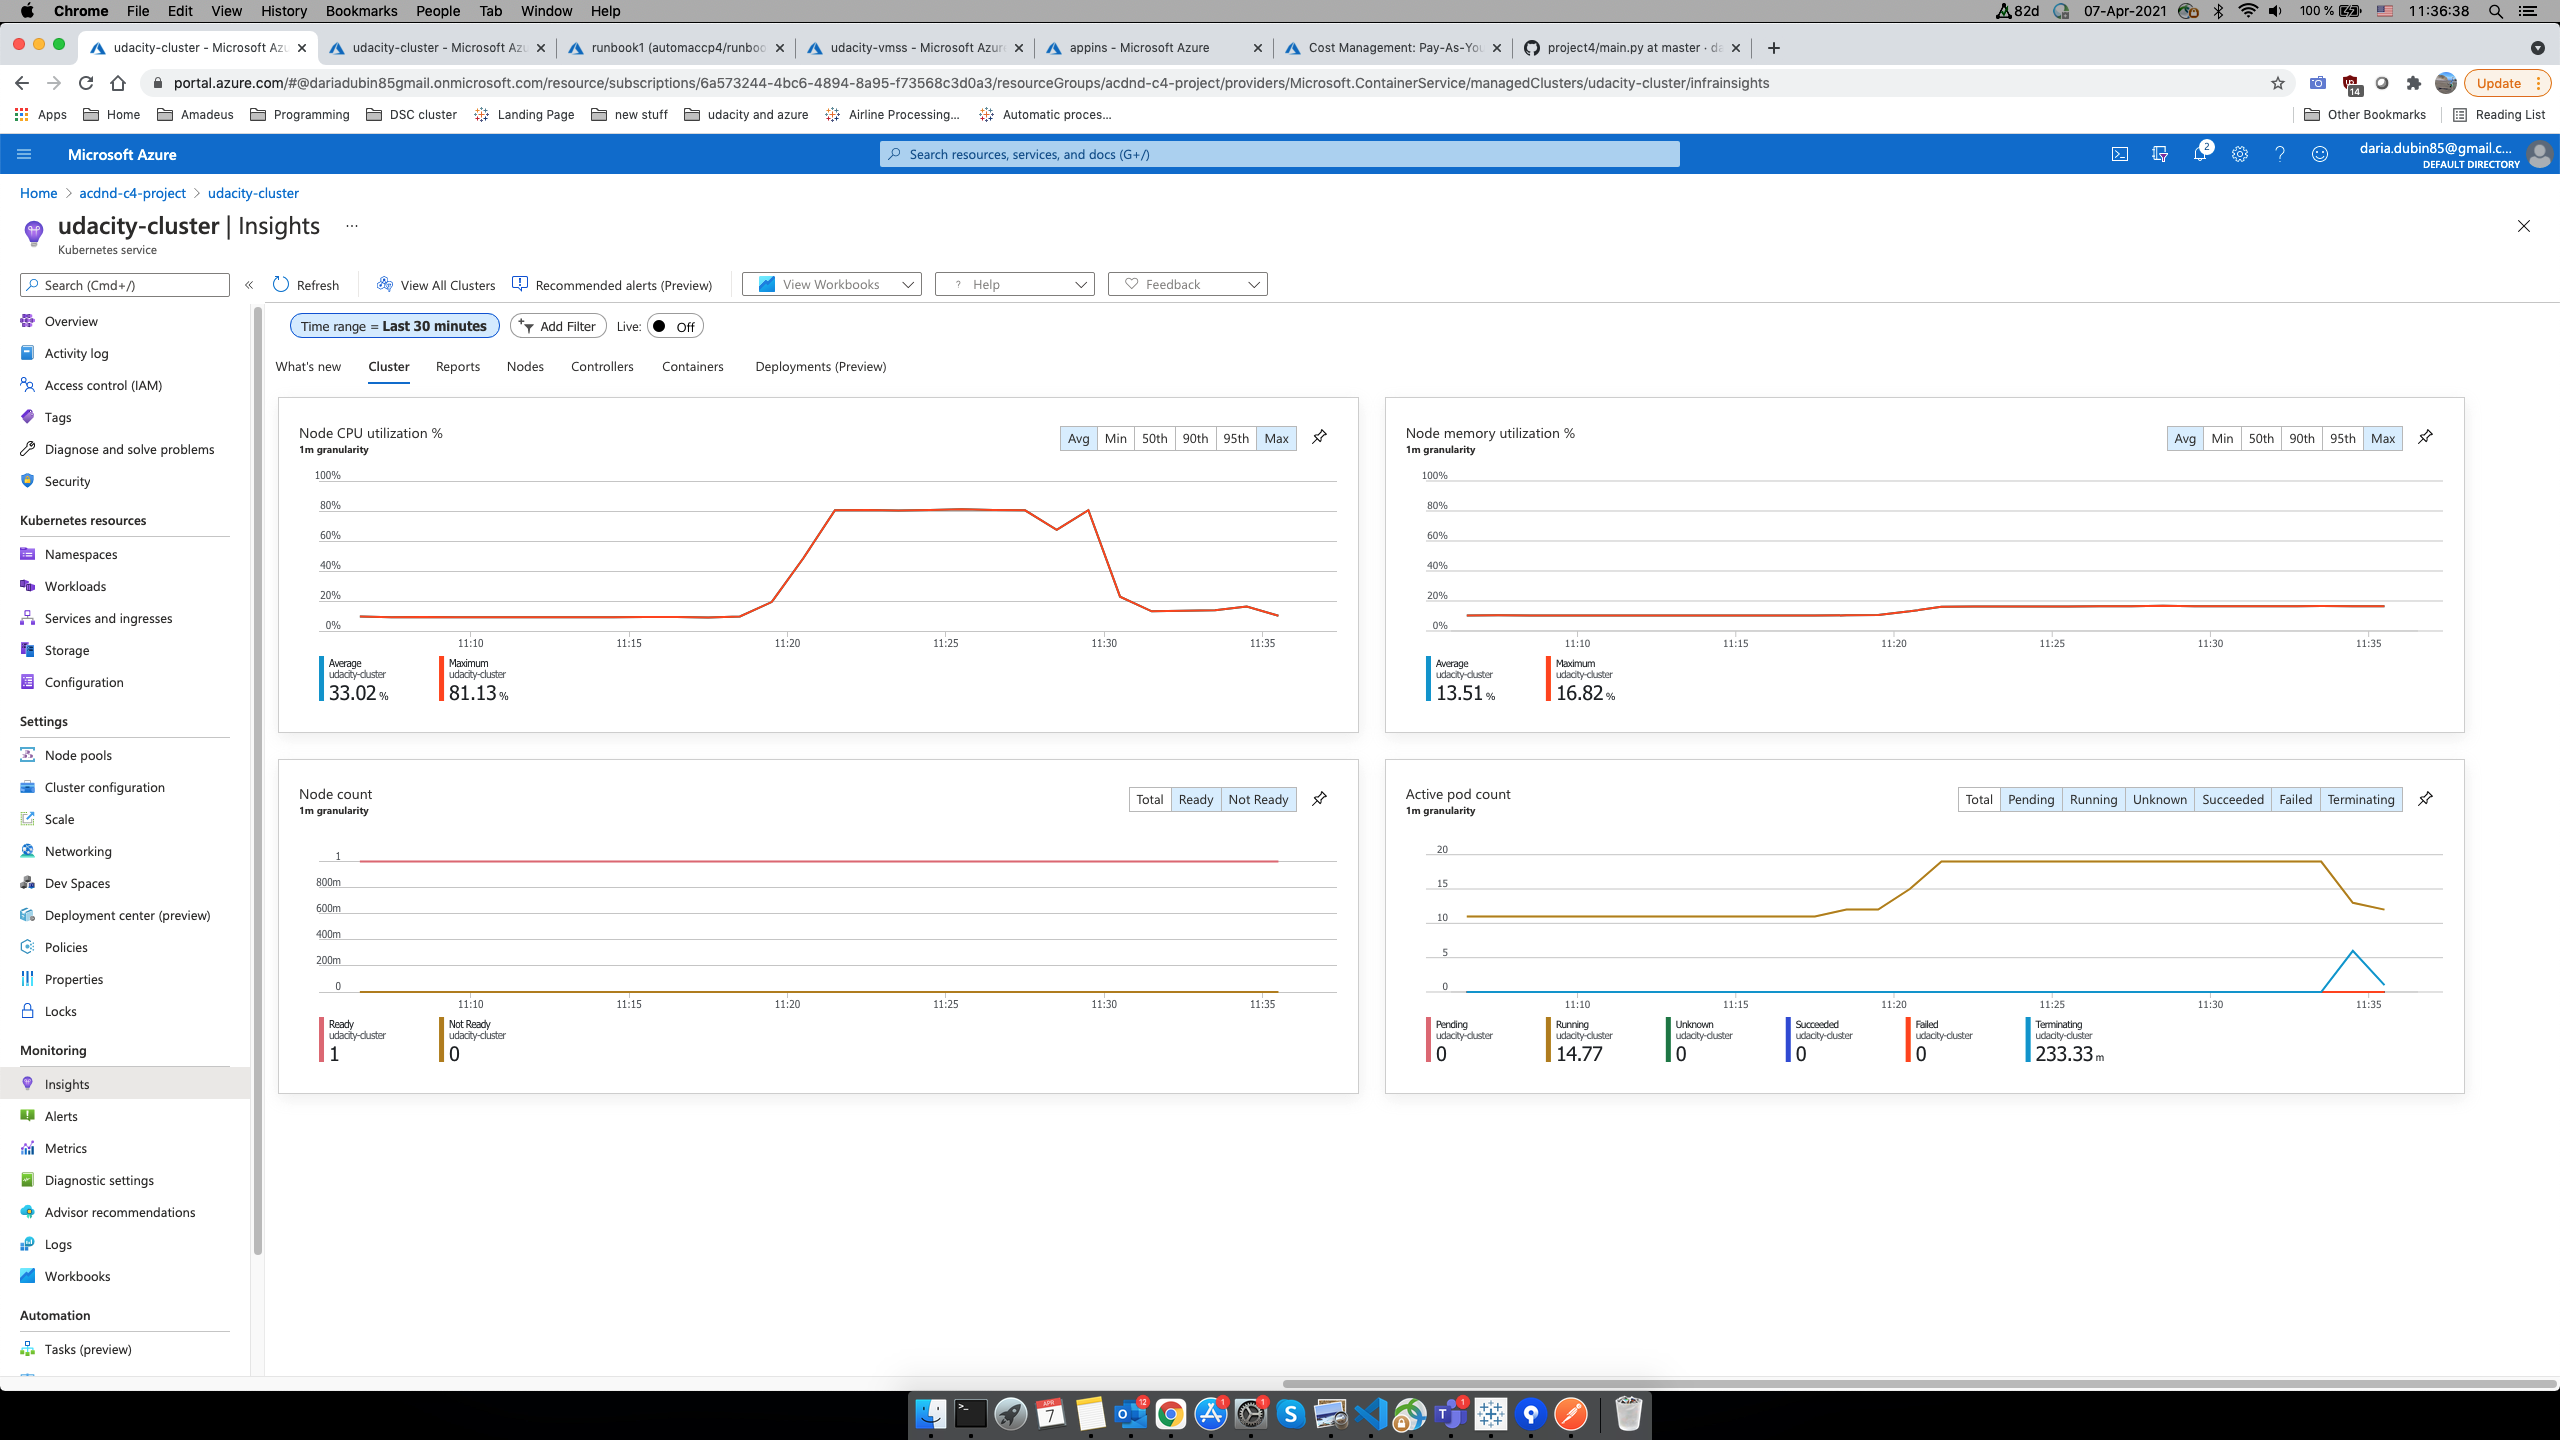 Chrome File Edit View History Bookmarks People Tab Window Help 82d 07-Apr-2021 100 % 11:36:38
udacity-cluster - Microsoft Az udacity-cluster - Microsoft Az runbook1 (automaccp4/runbo udacity-vmss - Microsoft Azur appins - Microsoft Azure Cost Management: Pay-As-You project4/main.py at master · da
portal.azure.com/#@dariadubin85gmail.onmicrosoft.com/resource/subscriptions/6a573244-4bc6-4894-8a95-f73568c3d0a3/resourceGroups/acdnd-c4-project/providers/Microsoft.ContainerService/managedClusters/udacity-cluster/infrainsights 14 Update
Apps Home Amadeus Programming DSC cluster Landing Page new stuff udacity and azure Airline Processing... Automatic proces... Other Bookmarks Reading List
Microsoft Azure Search resources, services, and docs (G+/) 2 daria.dubin85@gmail.c...
DEFAULT DIRECTORY
Home > acdnd-c4-project > udacity-cluster
udacity-cluster | Insights ...
Kubernetes service
Search (Cmd+/) « Refresh View All Clusters Recommended alerts (Preview) View Workbooks ? Help Feedback
Overview
Activity log
Access control (IAM)
Tags
Diagnose and solve problems
Security
Kubernetes resources
Namespaces
Workloads
Services and ingresses
Storage
Configuration
Settings
Node pools
Cluster configuration
Scale
Networking
Dev Spaces
Deployment center (preview)
Policies
Properties
Locks
Monitoring
Insights
Alerts
Metrics
Diagnostic settings
Advisor recommendations
Logs
Workbooks
Automation
Tasks (preview)
Time range = Last 30 minutes Add Filter Live: Off
What's new Cluster Reports Nodes Controllers Containers Deployments (Preview)
Node CPU utilization %
1m granularity
Avg Min 50th 90th 95th Max
100%
80%
60%
40%
20%
0%
11:10 11:15 11:20 11:25 11:30 11:35
Average Maximum
udacity-cluster udacity-cluster
33.02 % 81.13 %
Node memory utilization %
1m granularity
Avg Min 50th 90th 95th Max
100%
80%
60%
40%
20%
0%
11:10 11:15 11:20 11:25 11:30 11:35
Average Maximum
udacity-cluster udacity-cluster
13.51 % 16.82 %
Node count
1m granularity
Total Ready Not Ready
1
800m
600m
400m
200m
0
11:10 11:15 11:20 11:25 11:30 11:35
Ready Not Ready
udacity-cluster udacity-cluster
1 0
Active pod count
1m granularity
Total Pending Running Unknown Succeeded Failed Terminating
20
15
10
5
0
11:10 11:15 11:20 11:25 11:30 11:35
Pending Running Unknown Succeeded Failed Terminating
udacity-cluster udacity-cluster udacity-cluster udacity-cluster udacity-cluster udacity-cluster
0 14.77 0 0 0 233.33 m
APR 7 12 1 1 1